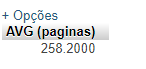 + Opções
AVG (paginas)
258.2000